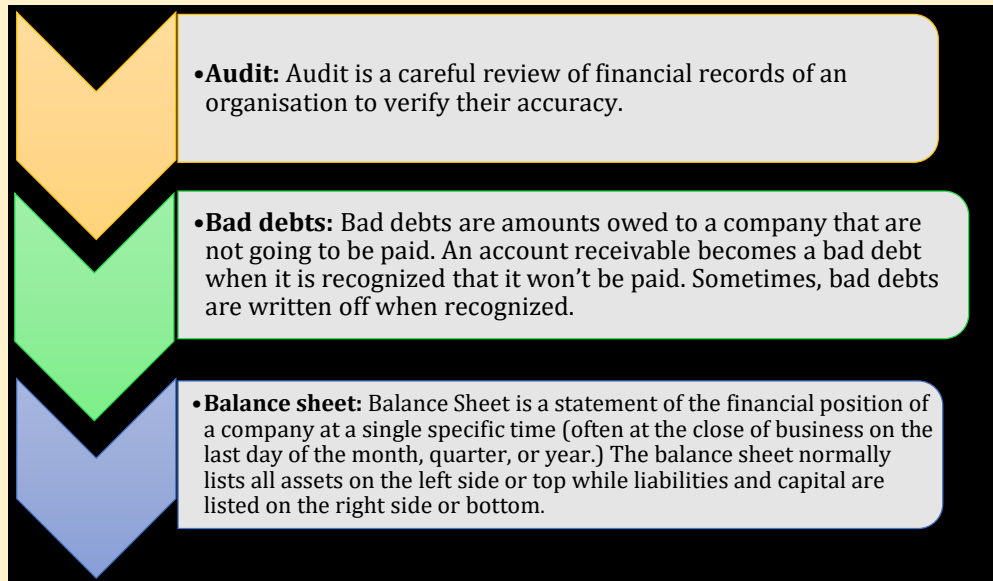 •Audit: Audit is a careful review of financial records of an
organisation to verify their accuracy.
•Bad debts: Bad debts are amounts owed to a company that are
not going to be paid. An account receivable becomes a bad debt
when it is recognized that it won't be paid. Sometimes, bad debts
are written off when recognized.
•Balance sheet: Balance Sheet is a statement of the financial position of
a company at a single specific time (often at the close of business on the
last day of the month, quarter, or year.) The balance sheet normally
lists all assets on the left side or top while liabilities and capital are
listed on the right side or bottom.